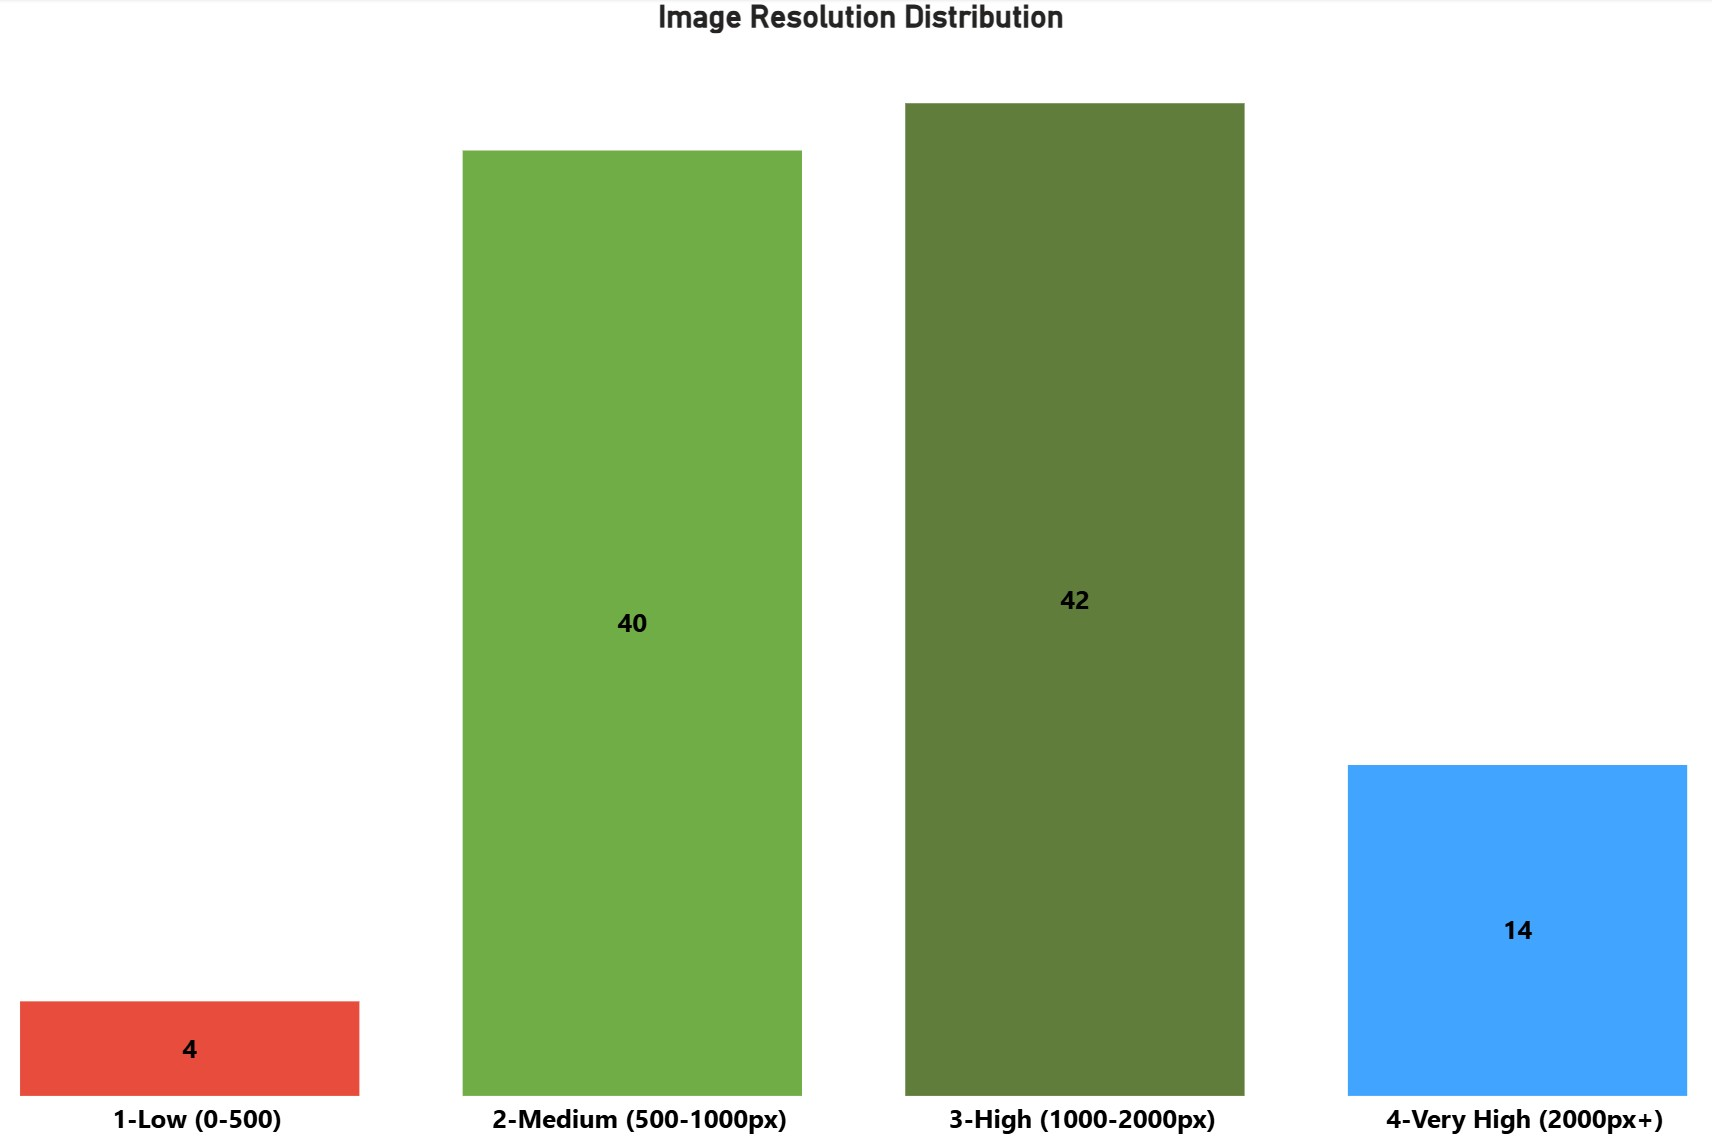 Image Resolution Distribution
4
40
42
14
1-Low (0-500)
2-Medium (500-1000px)
3-High (1000-2000px)
4-Very High (2000px+)